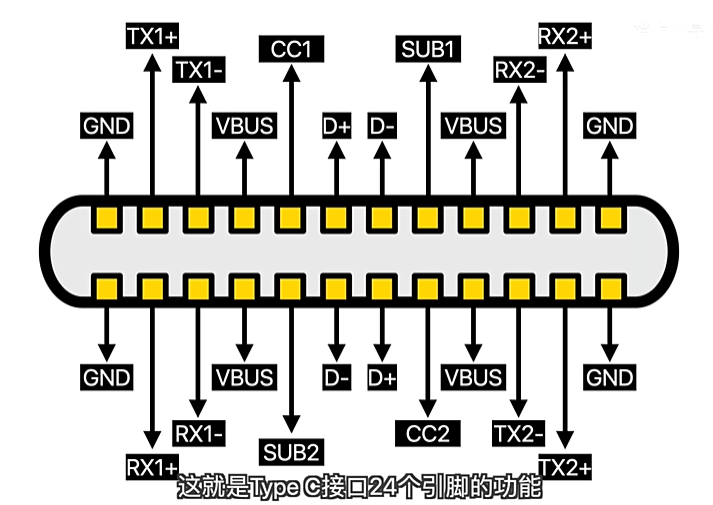 TX1+
RX2+
CC1
SUB1
TX1-
RX2-
GND
VBUS
D+
D-
VBUS
GND
GND
VBUS
D-
D+
VBUS
GND
RX1-
CC2
TX2-
SUB2
RX1+
TX2+
这就是Type C接口24个引脚的功能